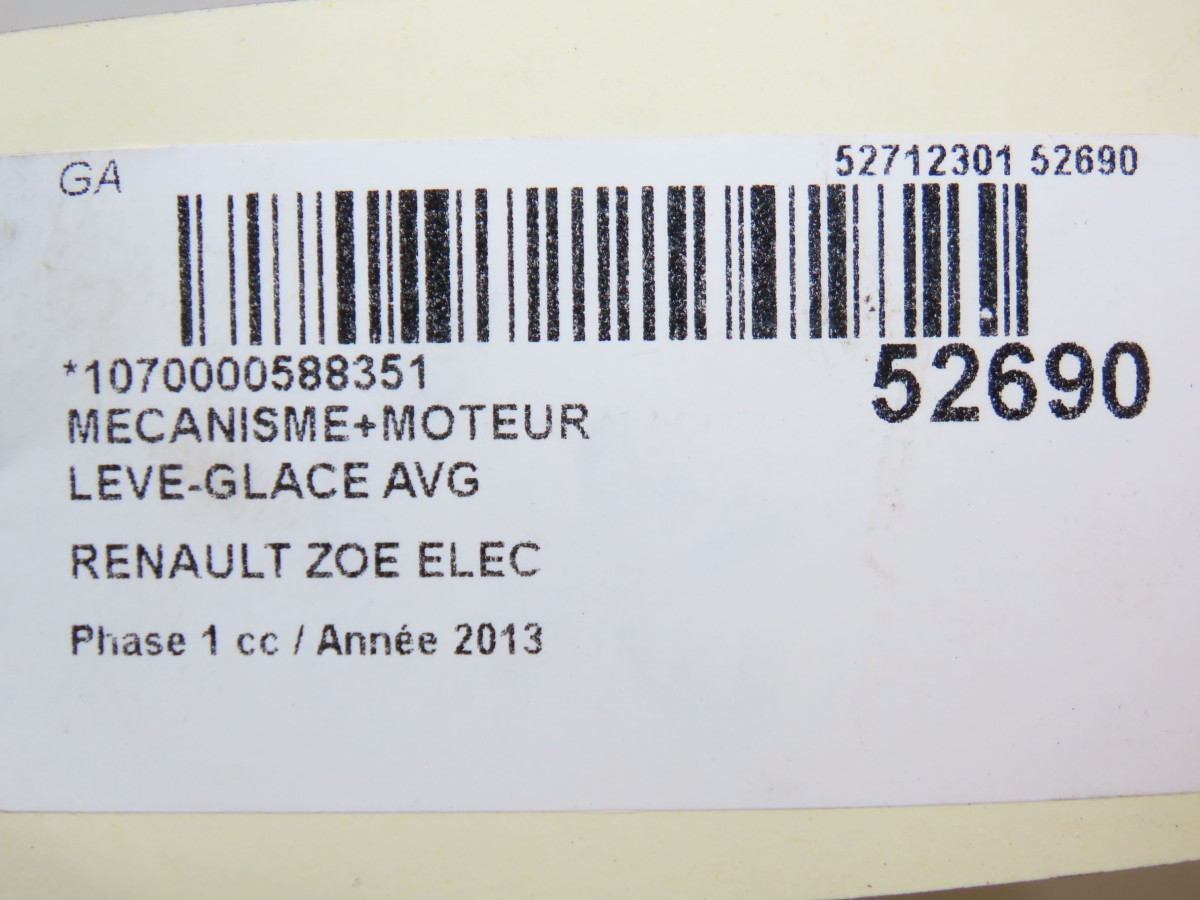 GA
52712301 52690
*1070000588351
52690
MECANISME+MOTEUR
LEVE-GLACE AVG
RENAULT ZOE ELEC
Phase 1 cc / Année 2013